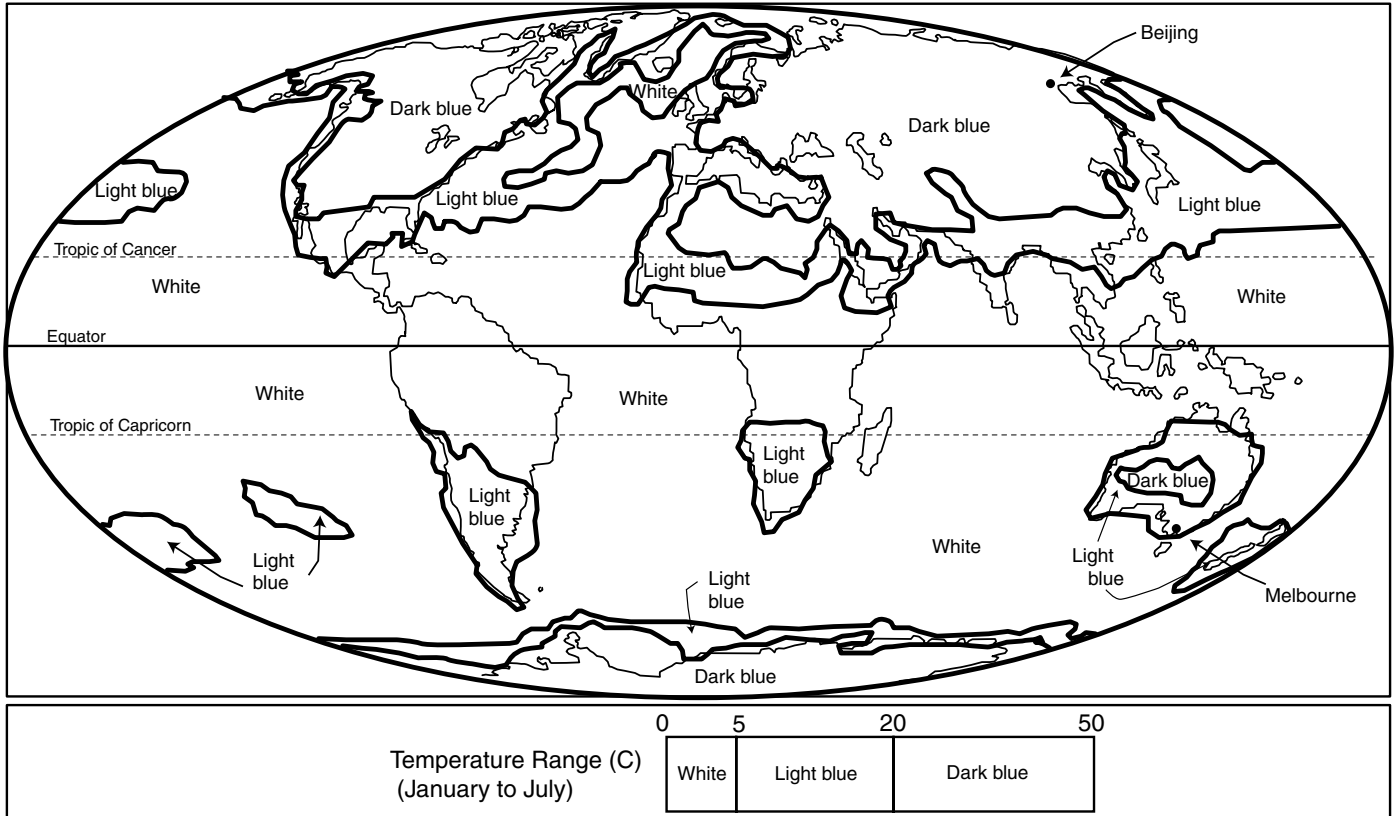 Beijing
White
Dark blue
Dark blue
Light blue
Light blue
Light blue
Tropic of Cancer
Light blue
White
White
Equator
White
White
Tropic of Capricorn
Light
blue
Dark blue
Light
blue
White
Light
blue
Light
blue
Light
blue
Melbourne
Dark blue
0 5 20 50
Temperature Range (C)
(January to July)
White Light blue Dark blue